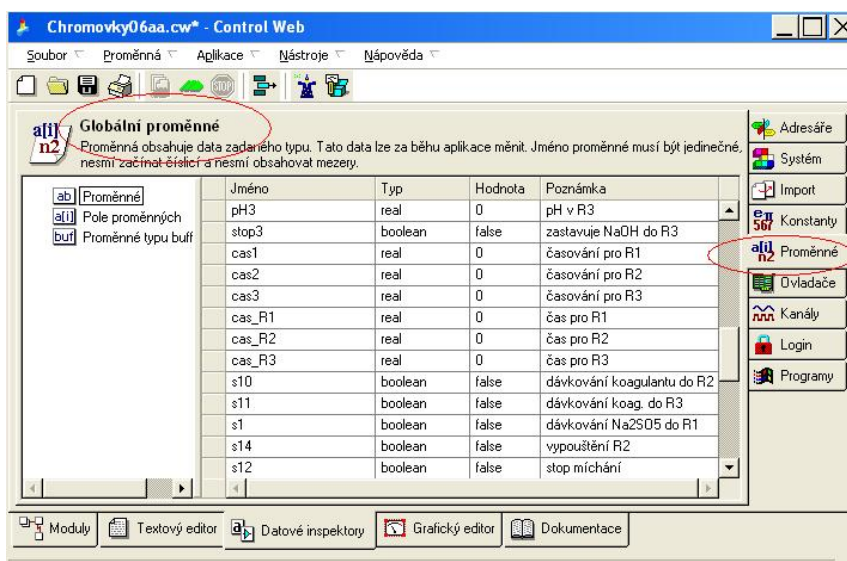 Chromovky06aa.cw* - Control Web
Soubor Proměnná Aplikace Nástroje Nápověda
STOP
a[i] n2
Globální proměnné
Proměnná obsahuje data zadaného typu. Tato data lze za běhu aplikace měnit. Jméno proměnné musí být jedinečné,
nesmí začínat číslicí a nesmí obsahovat mezery.
ab Proměnné
a[i] Pole proměnných
buf Proměnné typu buff
Jméno Typ Hodnota Poznámka
pH3 real 0 pH v R3
stop3 boolean false zastavuje NaOH do R3
cas1 real 0 časování pro R1
cas2 real 0 časování pro R2
cas3 real 0 časování pro R3
cas_R1 real 0 čas pro R1
cas_R2 real 0 čas pro R2
cas_R3 real 0 čas pro R3
s10 boolean false dávkování koagulantu do R2
s11 boolean false dávkování koag. do R3
s1 boolean false dávkování Na2SO5 do R1
s14 boolean false vypouštění R2
s12 boolean false stop míchání
Adresáře
Systém
Import
eπ 567 Konstanty
a[i] n2 Proměnné
Ovladače
Kanály
Login
Programy
Moduly Textový editor Datové inspektory Grafický editor Dokumentace